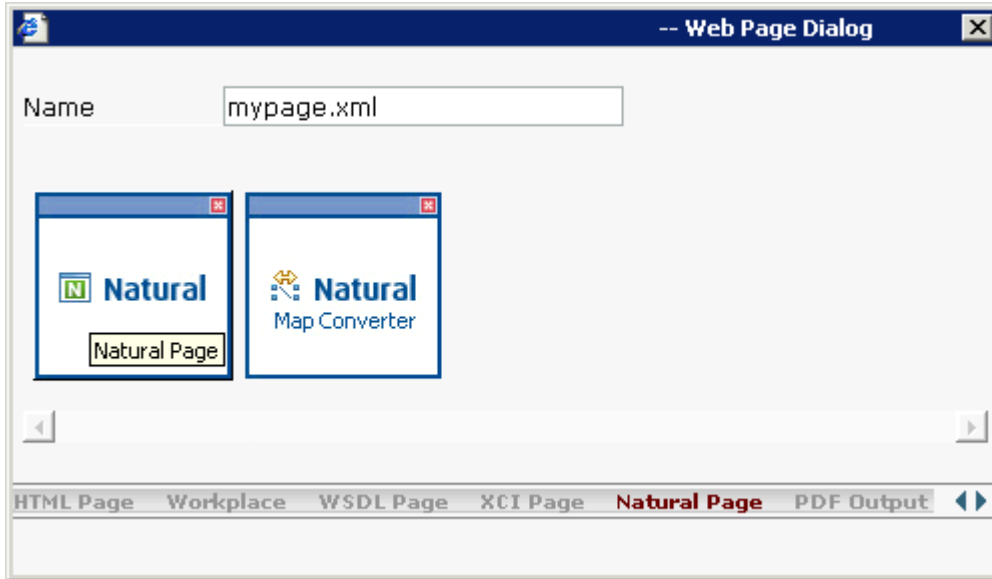 -- Web Page Dialog
Name mypage.xml
N Natural Natural
Map Converter
Natural Page
HTML Page Workplace WSDL Page XCI Page Natural Page PDF Output